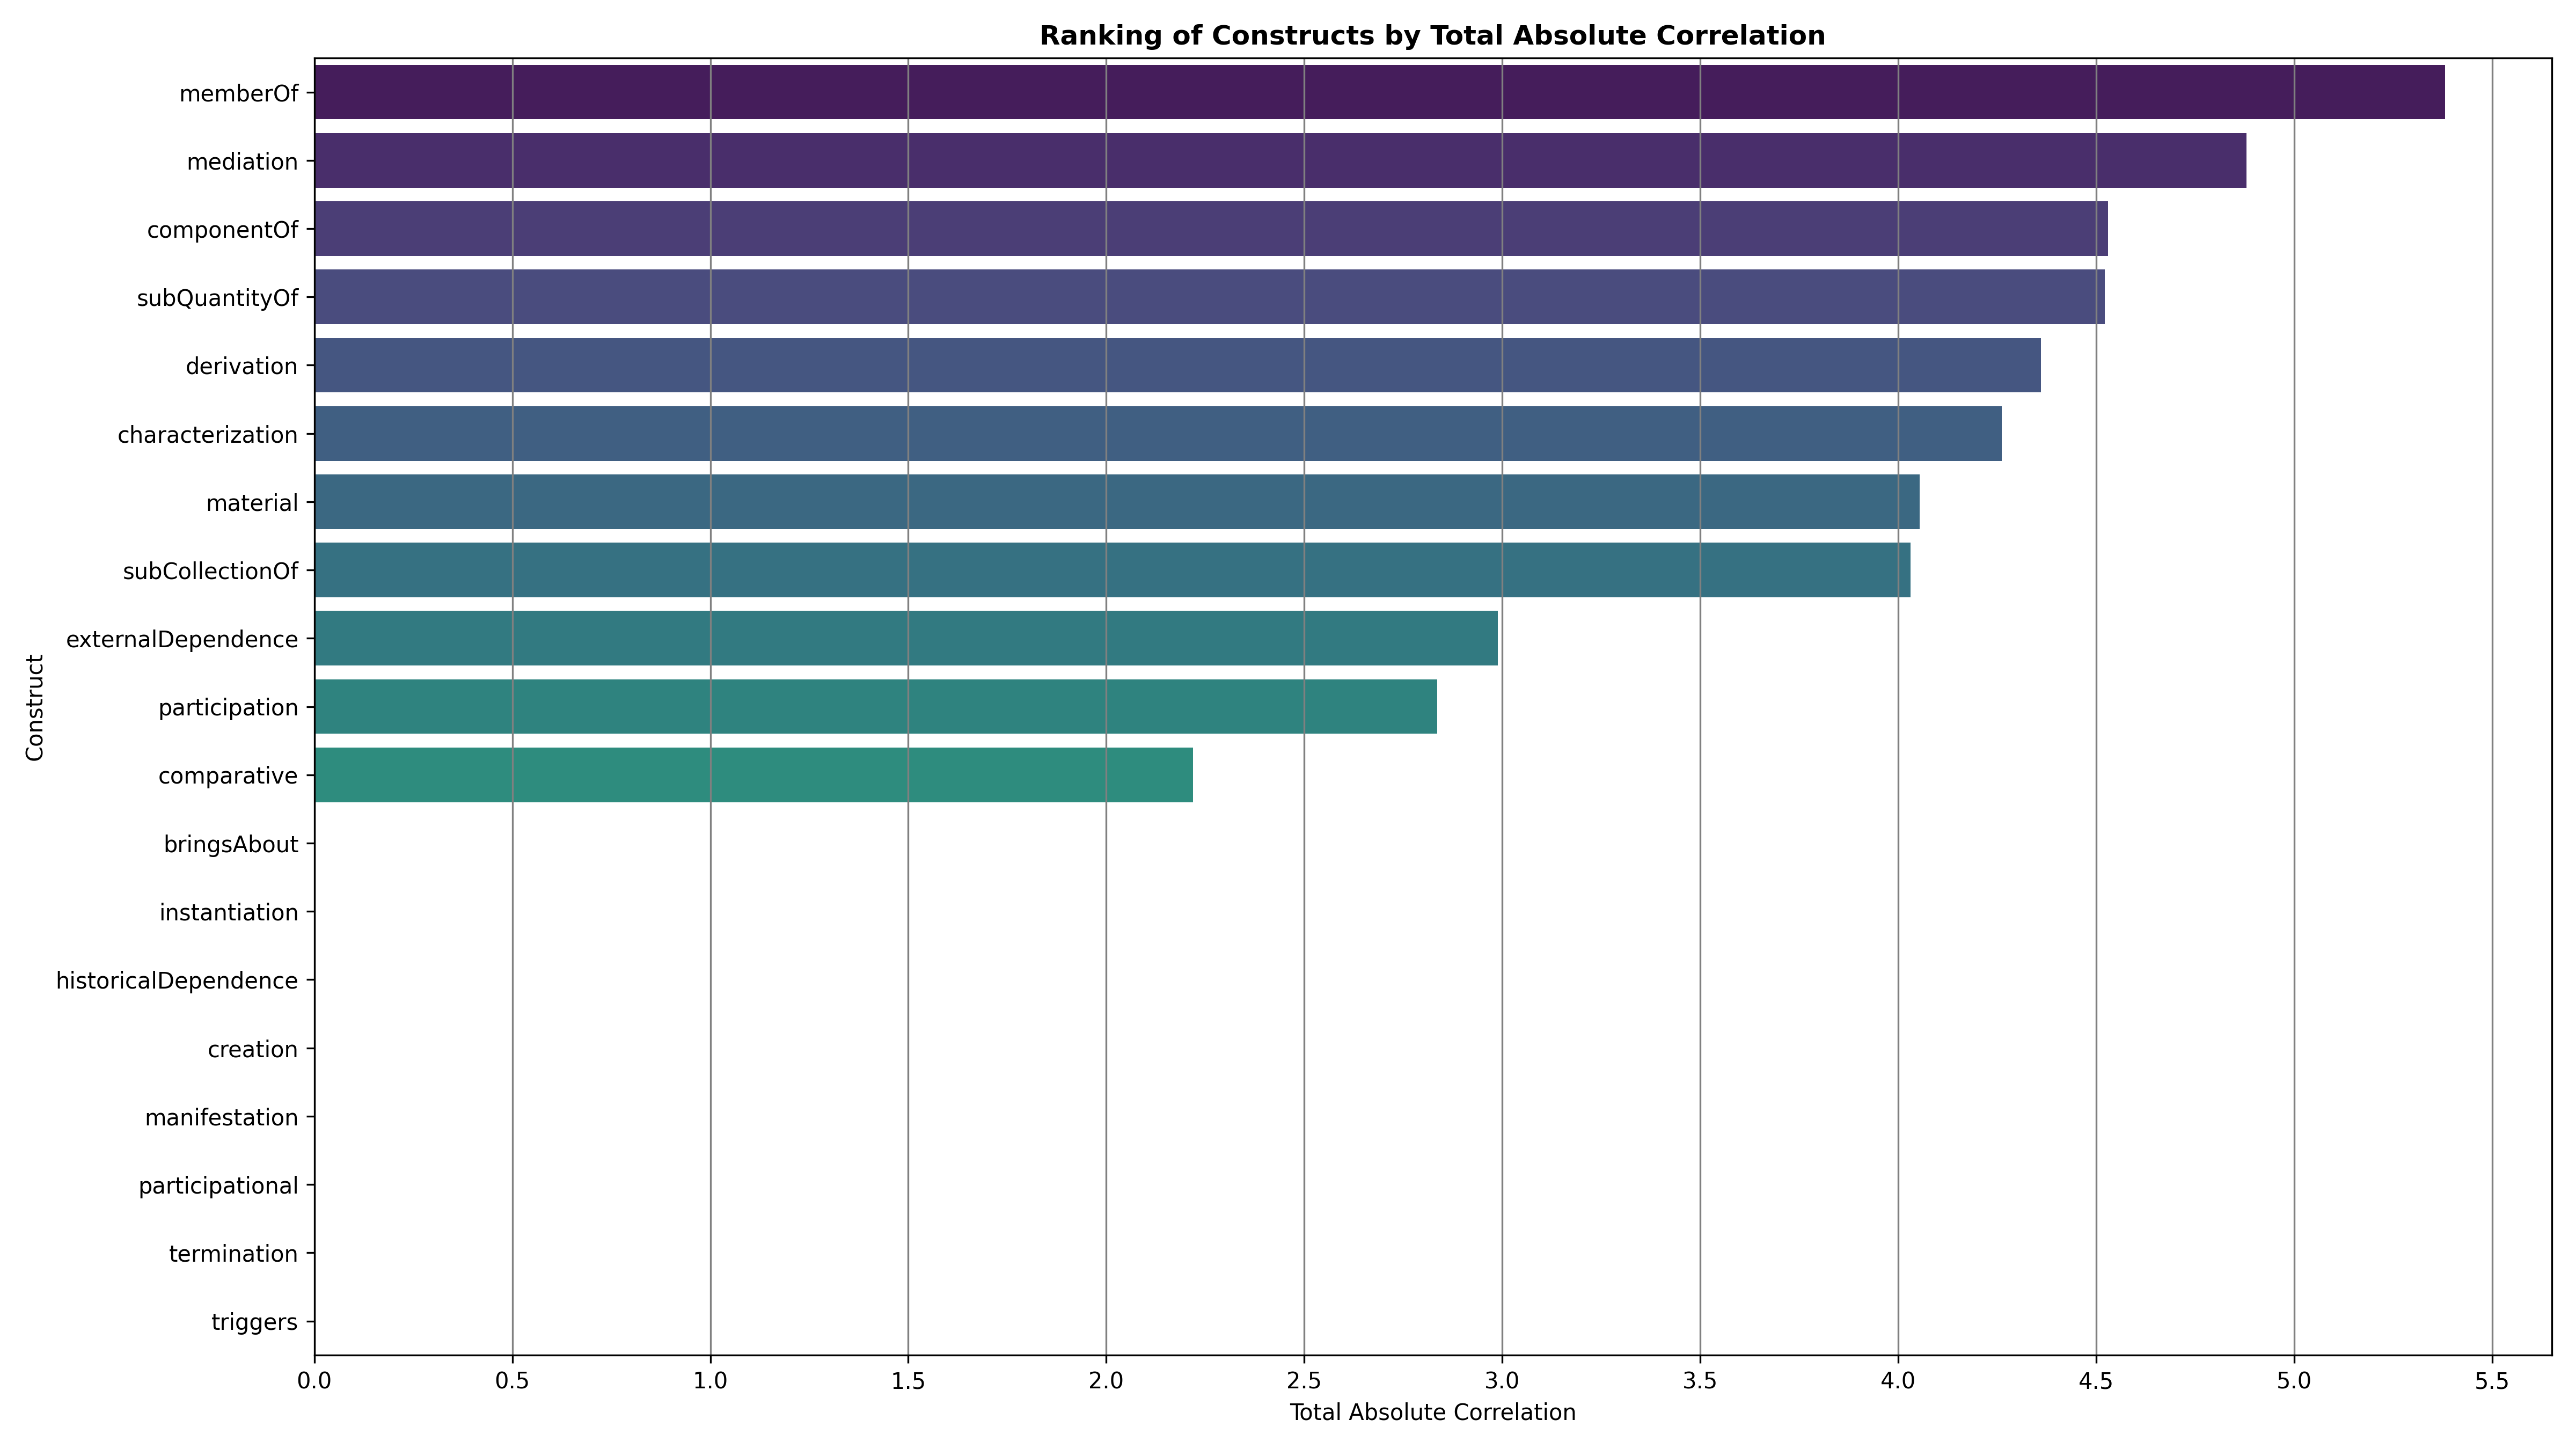 Ranking of Constructs by Total Absolute Correlation
memberOf
mediation
componentOf
subQuantityOf
derivation
characterization
material
subCollectionOf
externalDependence
participation
comparative
bringsAbout
instantiation
historicalDependence
creation
manifestation
participational
termination
triggers
Construct
0.0 0.5 1.0 1.5 2.0 2.5 3.0 3.5 4.0 4.5 5.0 5.5
Total Absolute Correlation